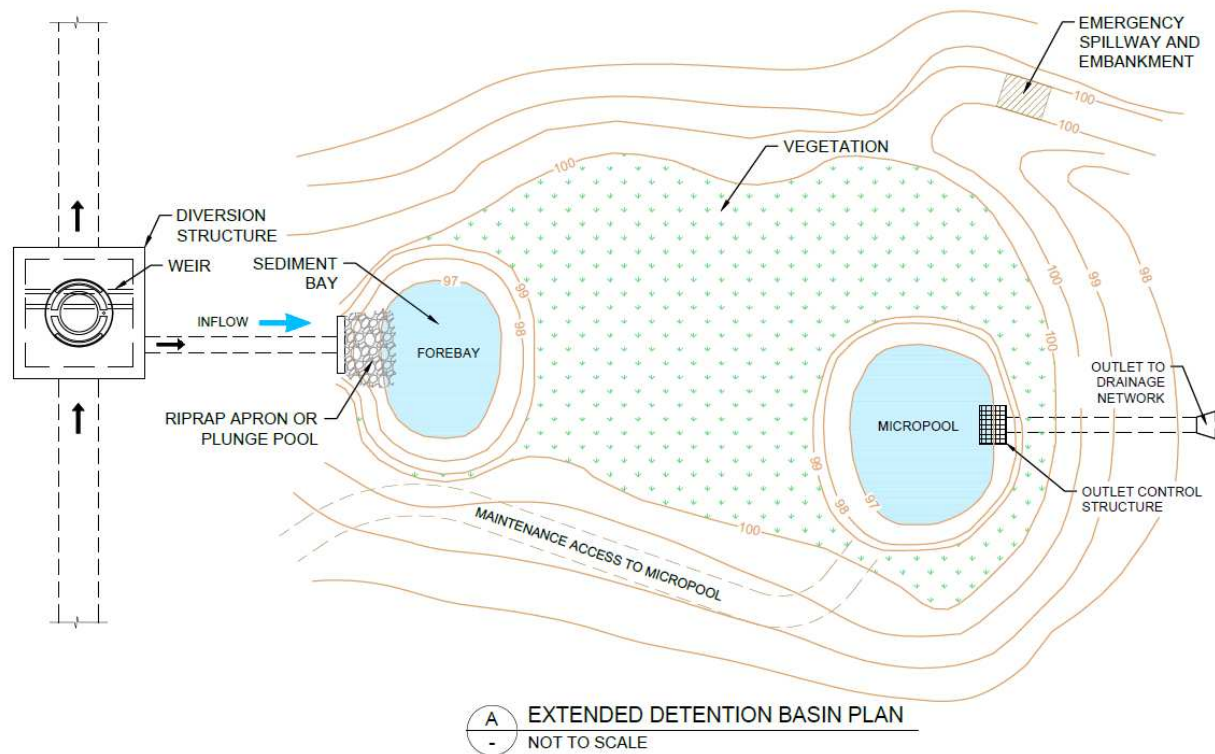 EMERGENCY
SPILLWAY AND
EMBANKMENT
100
100
VEGETATION
100
DIVERSION
STRUCTURE
WEIR
SEDIMENT
BAY
97
99
98
INFLOW
FOREBAY
RIPRAP APRON OR
PLUNGE POOL
100
99
98
100
OUTLET TO
DRAINAGE
NETWORK
MICROPOOL
99
98
97
OUTLET CONTROL
STRUCTURE
100
MAINTENANCE ACCESS TO MICROPOOL
A
-
EXTENDED DETENTION BASIN PLAN
NOT TO SCALE